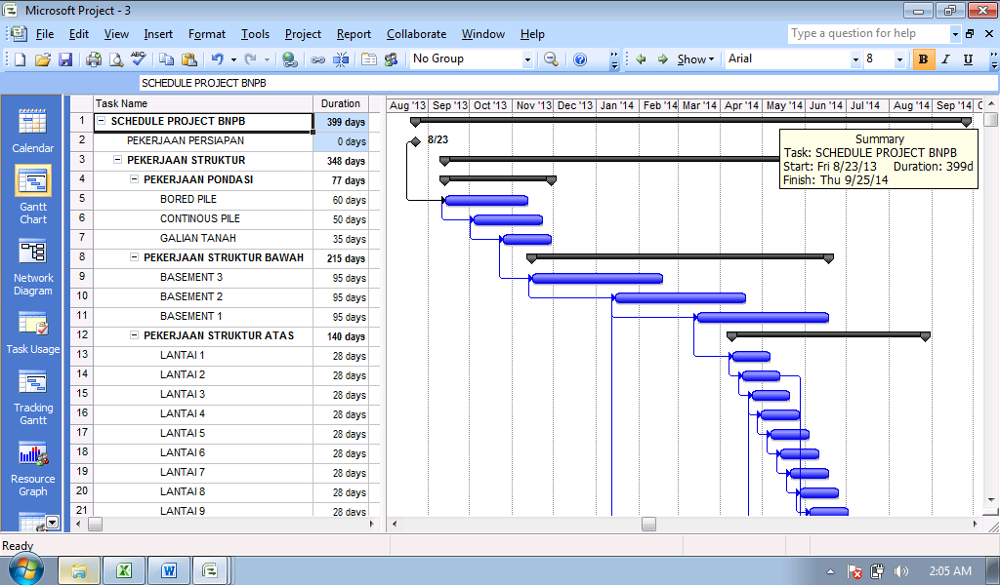 Microsoft Project - 3
File Edit View Insert Format Tools Project Report Collaborate Window Help
Type a question for help
No Group
Show
Arial
8
B I U
SCHEDULE PROJECT BNPB
Task Name Duration
Aug '13 Sep '13 Oct '13 Nov '13 Dec '13 Jan '14 Feb '14 Mar '14 Apr '14 May '14 Jun '14 Jul '14 Aug '14 Sep '14
1 SCHEDULE PROJECT BNPB 399 days
2 PEKERJAAN PERSIAPAN 0 days
3 PEKERJAAN STRUKTUR 348 days
4 PEKERJAAN PONDASI 77 days
5 BORED PILE 60 days
6 CONTINOUS PILE 50 days
7 GALIAN TANAH 35 days
8 PEKERJAAN STRUKTUR BAWAH 215 days
9 BASEMENT 3 95 days
10 BASEMENT 2 95 days
11 BASEMENT 1 95 days
12 PEKERJAAN STRUKTUR ATAS 140 days
13 LANTAI 1 28 days
14 LANTAI 2 28 days
15 LANTAI 3 28 days
16 LANTAI 4 28 days
17 LANTAI 5 28 days
18 LANTAI 6 28 days
19 LANTAI 7 28 days
20 LANTAI 8 28 days
21 LANTAI 9 28 days
8/23
Summary
Task: SCHEDULE PROJECT BNPB
Start: Fri 8/23/13 Duration: 399d
Finish: Thu 9/25/14
Calendar
Gantt
Chart
Network
Diagram
Task Usage
Tracking
Gantt
Resource
Graph
Ready
2:05 AM